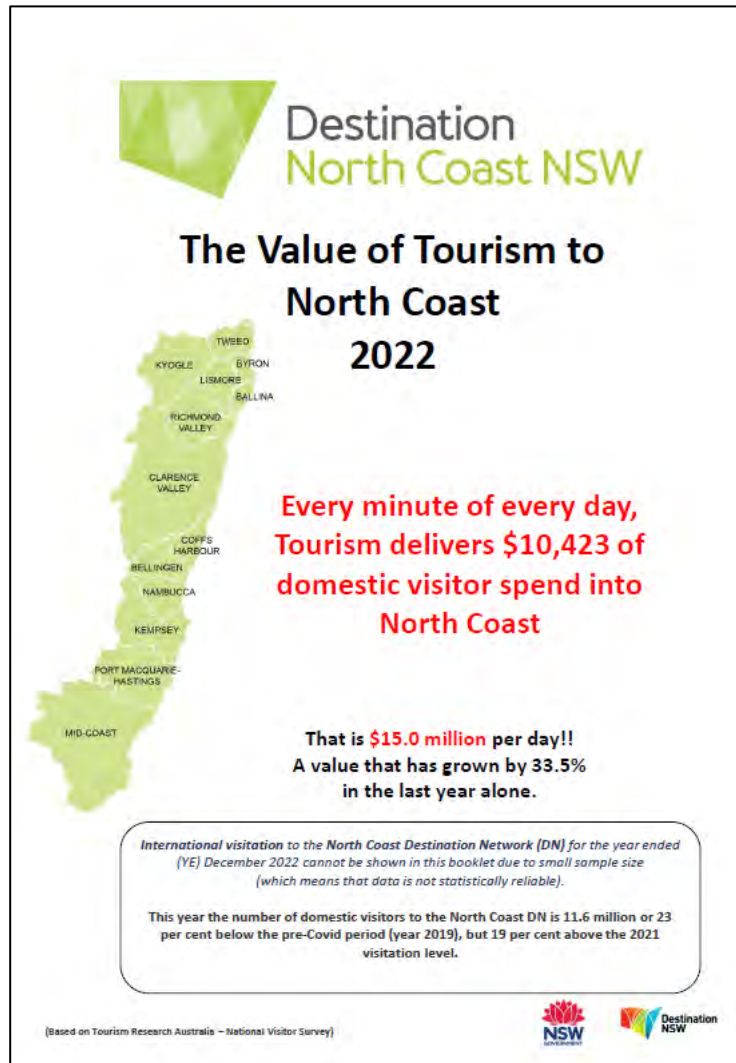 Destination
North Coast NSW
The Value of Tourism to
North Coast
2022
TWEED
KYOGLE
BYRON
LISMORE
BALLINA
RICHMOND
VALLEY
CLARENCE
VALLEY
COFFS
HARBOUR
BELLINGEN
NAMBUCCA
KEMPSEY
PORT MACQUARIE-
HASTINGS
MID-COAST
Every minute of every day,
Tourism delivers $10,423 of
domestic visitor spend into
North Coast
That is $15.0 million per day!!
A value that has grown by 33.5%
in the last year alone.
International visitation to the North Coast Destination Network (DN) for the year ended
(YE) December 2022 cannot be shown in this booklet due to small sample size
(which means that data is not statistically reliable).
This year the number of domestic visitors to the North Coast DN is 11.6 million or 23
per cent below the pre-Covid period (year 2019), but 19 per cent above the 2021
visitation level.
(Based on Tourism Research Australia – National Visitor Survey)
NSW
GOVERNMENT
Destination
NSW